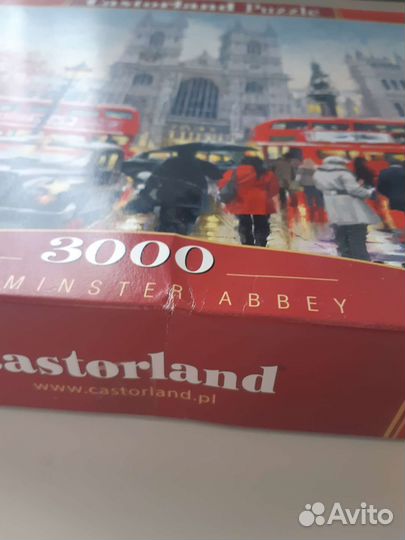 Castorland Puzzle
3000
MINSTER ABBEY
castorland
www.castorland.pl
Avito